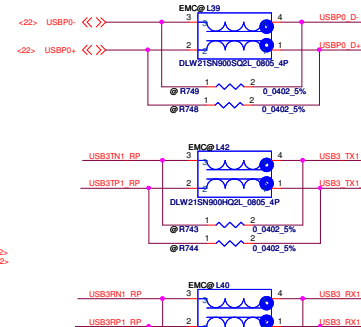 EMC@ L39
<22> USBP0- 3 4 USBP0_D-
<22> USBP0+ 2 1 USBP0_D+
DLW21SN900SQ2L_0805_4P
1 2
@ R749 0_0402_5%
1 2
@ R748 0_0402_5%
EMC@ L42
USB3TN1_RP 3 4 USB3_TX1
USB3TP1_RP 2 1 USB3_TX1
DLW21SN900HQ2L_0805_4P
1 2
@ R743 0_0402_5%
1 2
@ R744 0_0402_5%
2>
2>
EMC@ L40
USB3RN1_RP 3 4 USB3_RX1
USB3RP1_RP 2 1 USB3_RX1